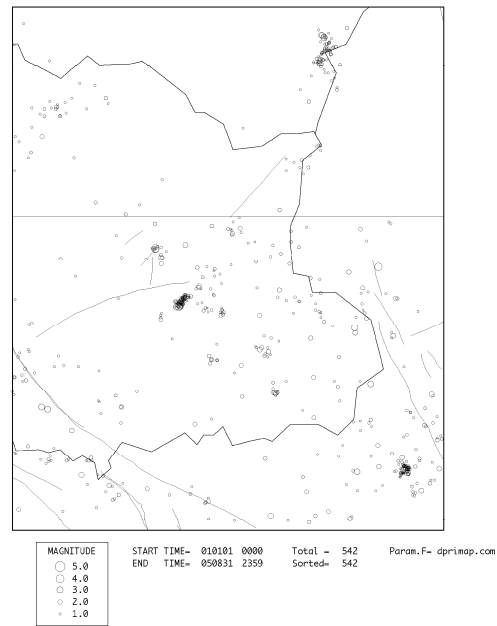 MAGNITUDE
5.0
4.0
3.0
2.0
1.0
START TIME= 010101 0000 Total = 542 Param.F= dprimap.com
END TIME= 050831 2359 Sorted= 542